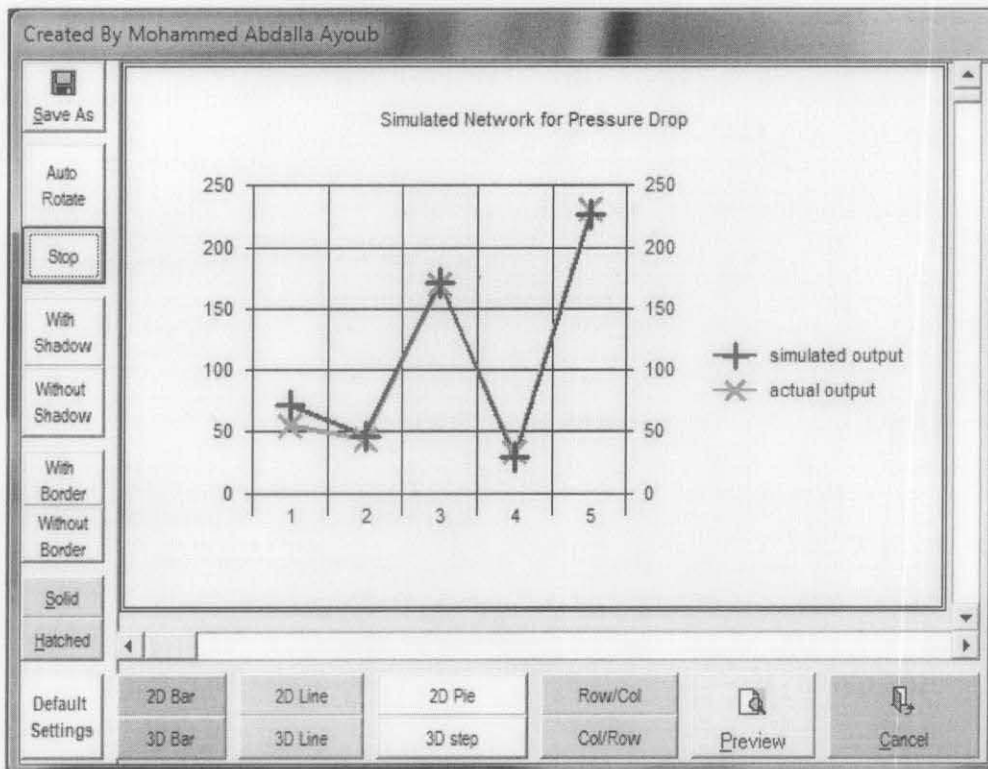 Created By Mohammed Abdalla Ayoub
Save As
Auto
Rotate
Stop
With
Shadow
Without
Shadow
With
Border
Without
Border
Solid
Hatched
Default
Settings
Simulated Network for Pressure Drop
250
200
150
100
50
0
250
200
150
100
50
0
1 2 3 4 5
simulated output
actual output
2D Bar
3D Bar
2D Line
3D Line
2D Pie
3D step
Row/Col
Col/Row
Preview
Cancel